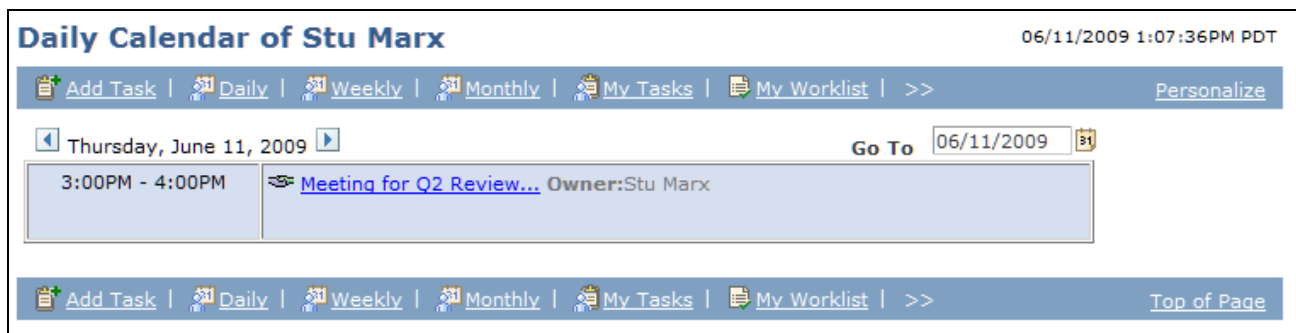 Daily Calendar of Stu Marx 06/11/2009 1:07:36PM PDT
Add Task | Daily | Weekly | Monthly | My Tasks | My Worklist | >> Personalize
Thursday, June 11, 2009 Go To 06/11/2009 31
3:00PM - 4:00PM Meeting for Q2 Review... Owner:Stu Marx
Add Task | Daily | Weekly | Monthly | My Tasks | My Worklist | >> Top of Page